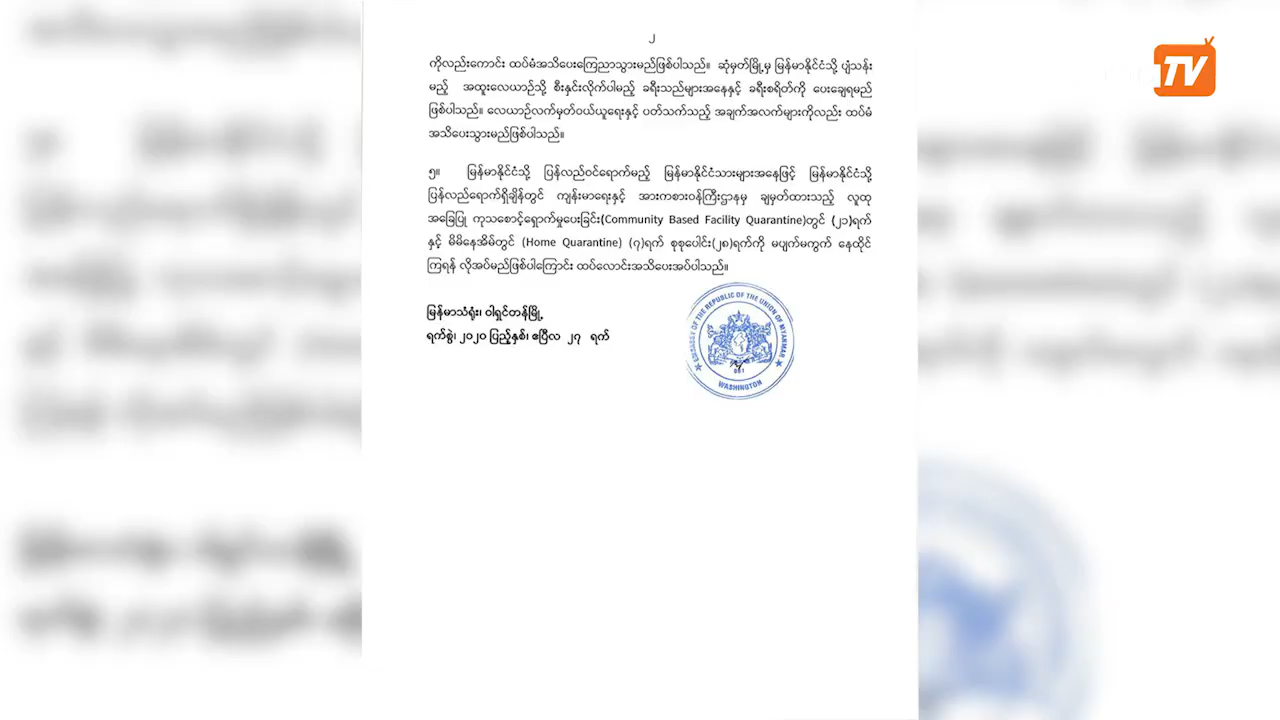 ၂
ကိုလည်းကောင်း ထပ်မံအသိပေးကြေညာသွားမည်ဖြစ်ပါသည်။ ဆုံမှတ်မြို့မှ မြန်မာနိုင်ငံသို့ ပျံသန်း
မည့် အထူးလေယာဉ်သို့ စီးနှင်းလိုက်ပါမည့် ခရီးသည်များအနေနှင့် ခရီးစရိတ်ကို ပေးချေရမည်
ဖြစ်ပါသည်။ လေယာဉ်လက်မှတ်ဝယ်ယူရေးနှင့် ပတ်သက်သည့် အချက်အလက်များကိုလည်း ထပ်မံ
အသိပေးသွားမည်ဖြစ်ပါသည်။
၅။ မြန်မာနိုင်ငံသို့ ပြန်လည်ဝင်ရောက်မည့် မြန်မာနိုင်ငံသားများအနေဖြင့် မြန်မာနိုင်ငံသို့
ပြန်လည်ရောက်ရှိချိန်တွင် ကျန်းမာရေးနှင့် အားကစားဝန်ကြီးဌာနမှ ချမှတ်ထားသည့် လူထု
အခြေပြု ကုသစောင့်ရှောက်မှုပေးခြင်း(Community Based Facility Quarantine)တွင် (၂၁)ရက်
နှင့် မိမိနေအိမ်တွင် (Home Quarantine) (၇)ရက် စုစုပေါင်း(၂၈)ရက်ကို မပျက်မကွက် နေထိုင်
ကြရန် လိုအပ်မည်ဖြစ်ပါကြောင်း ထပ်လောင်းအသိပေးအပ်ပါသည်။
မြန်မာသံရုံး၊ ဝါရှင်တန်မြို့
ရက်စွဲ၊ ၂၀၂၀ ပြည့်နှစ်၊ ဧပြီလ ၂၇ ရက်
EMBASSY OF THE REPUBLIC OF THE UNION OF MYANMAR
001
WASHINGTON
TV